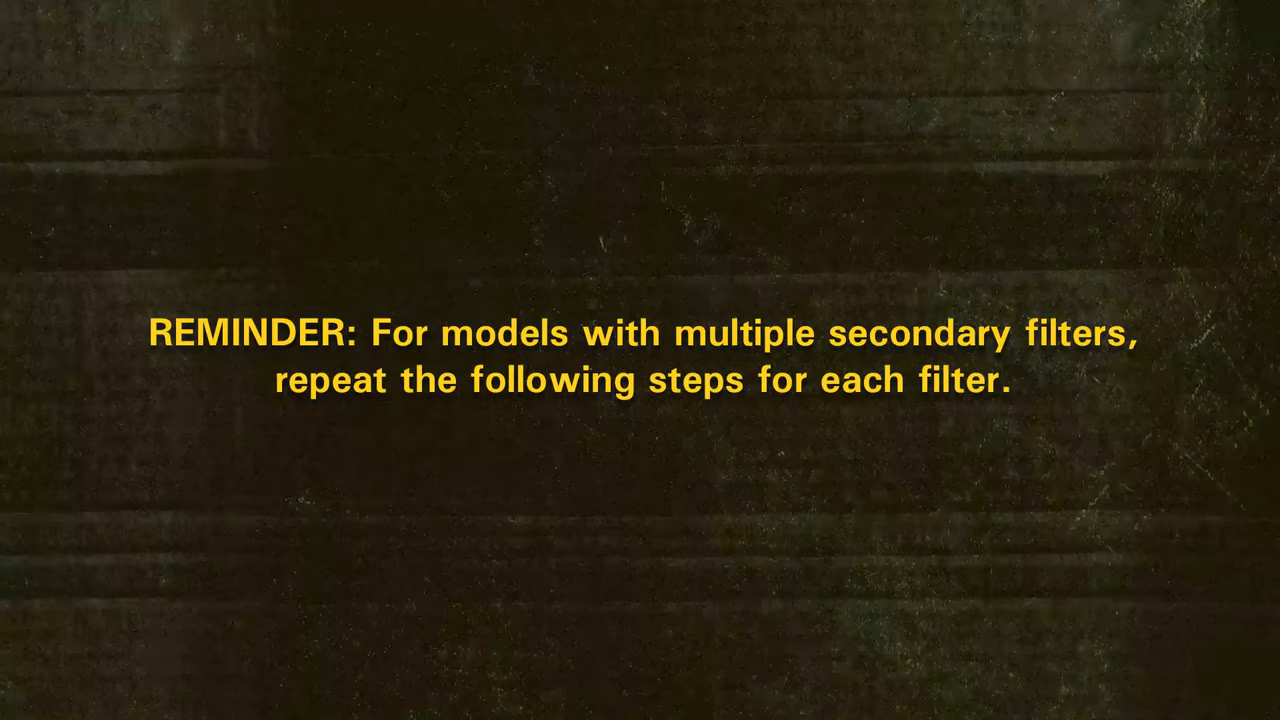 REMINDER: For models with multiple secondary filters,
repeat the following steps for each filter.